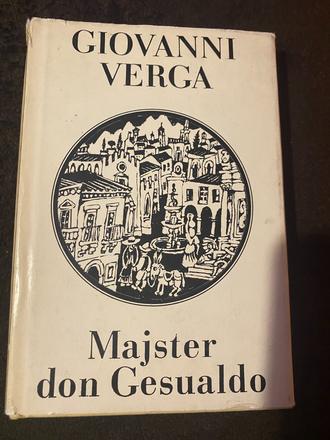 GIOVANNI
VERGA
Majster
don Gesualdo